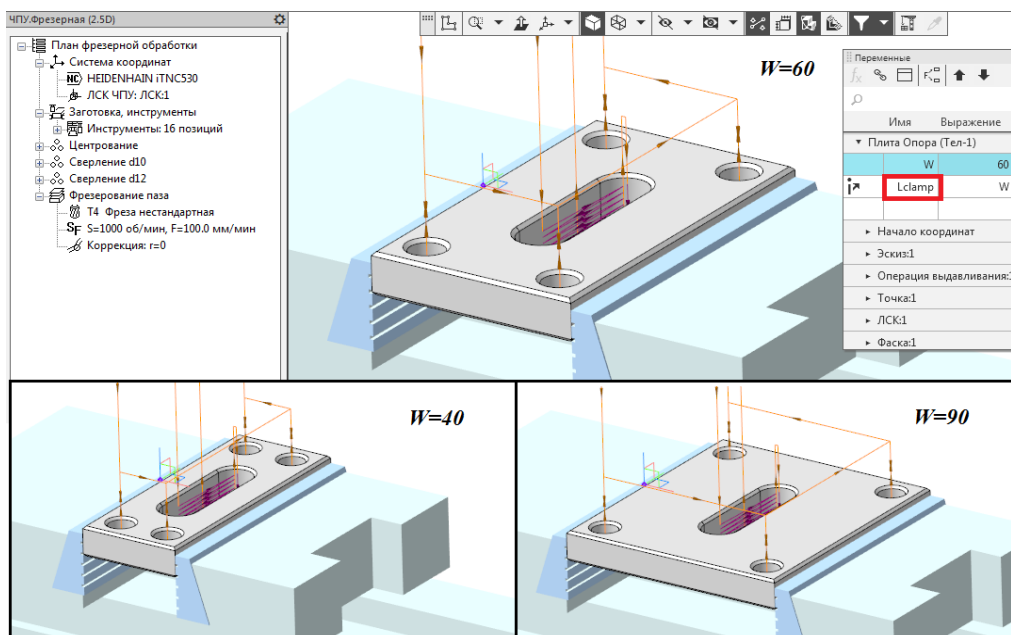 ЧПУ.Фрезерная (2.5D)
План фрезерной обработки
Система координат
NC HEIDENHAIN iTNC530
ЛСК ЧПУ: ЛСК:1
Заготовка, инструменты
Инструменты: 16 позиций
Центрование
Сверление d10
Сверление d12
Фрезерование паза
T4 Фреза нестандартная
SF S=1000 об/мин, F=100.0 мм/мин
Коррекция: r=0
W=60
Переменные
Имя Выражение
Плита Опора (Тел-1)
W 60
Lclamp W
Начало координат
Эскиз:1
Операция выдавливания:
Точка:1
ЛСК:1
Фаска:1
W=40
W=90